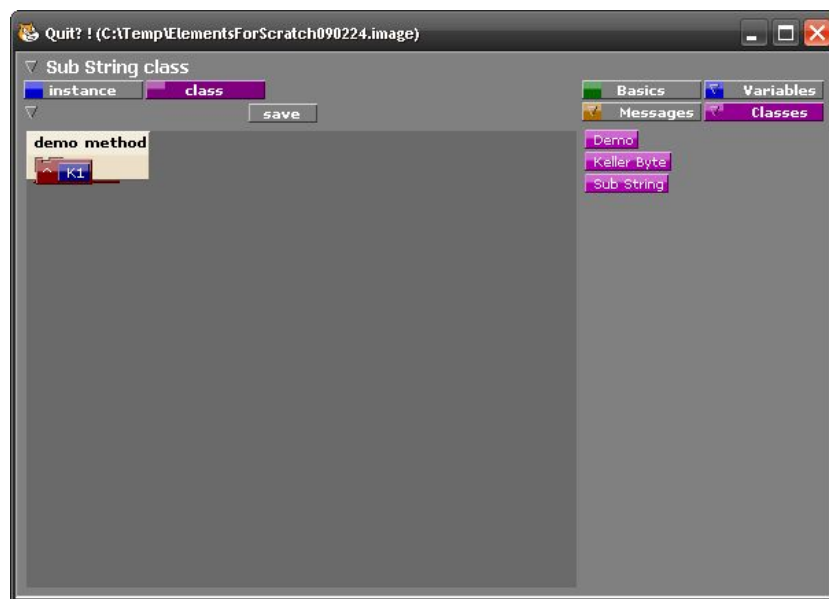 Quit? ! (C:\Temp\ElementsForScratch090224.image)
Sub String class
instance class
Basics Variables
save
Messages Classes
demo method
^ K1
Demo
Keller Byte
Sub String